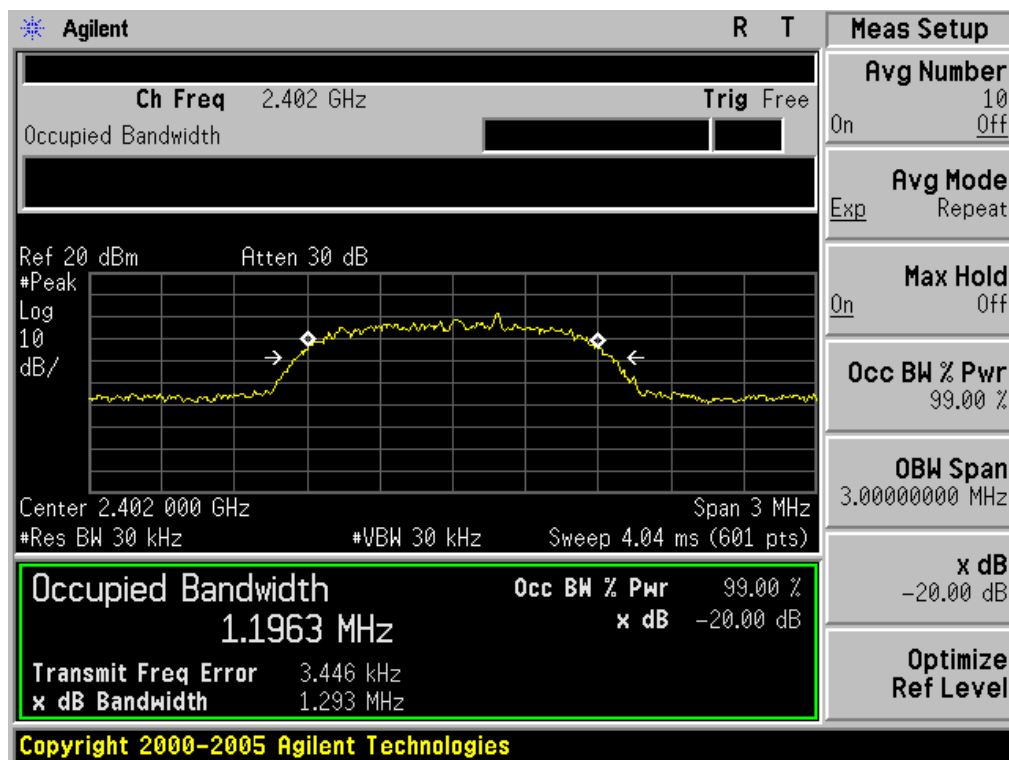 Agilent R T
Ch Freq 2.402 GHz Trig Free
Occupied Bandwidth
Ref 20 dBm Atten 30 dB
#Peak
Log
10
dB/
Center 2.402 000 GHz Span 3 MHz
#Res BW 30 kHz #VBW 30 kHz Sweep 4.04 ms (601 pts)
Occupied Bandwidth Occ BW % Pwr 99.00 %
1.1963 MHz x dB -20.00 dB
Transmit Freq Error 3.446 kHz
x dB Bandwidth 1.293 MHz
Copyright 2000-2005 Agilent Technologies
Meas Setup
Avg Number
10
On Off
Avg Mode
Exp Repeat
Max Hold
On Off
Occ BW % Pwr
99.00 %
OBW Span
3.00000000 MHz
x dB
-20.00 dB
Optimize
Ref Level